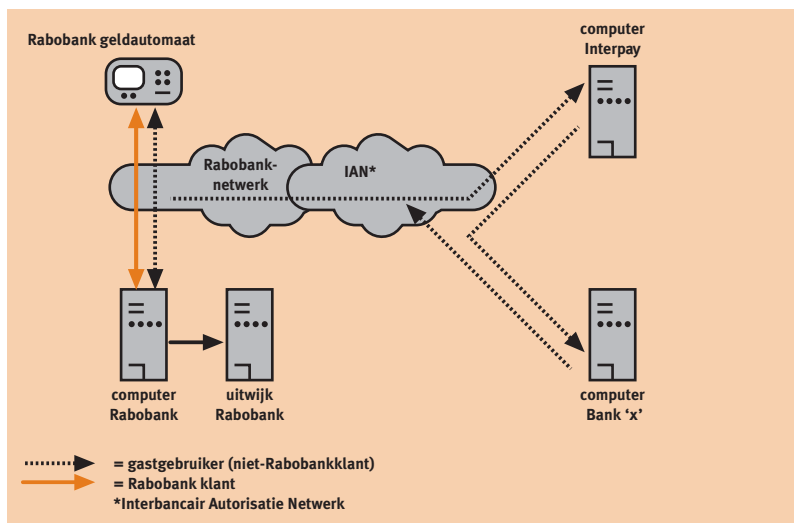 Rabobank geldautomaat
computer
Interpay
Rabobank-
netwerk
IAN*
computer
Rabobank
uitwijk
Rabobank
computer
Bank ‘x’
= gastgebruiker (niet-Rabobankklant)
= Rabobank klant
*Interbancair Autorisatie Netwerk